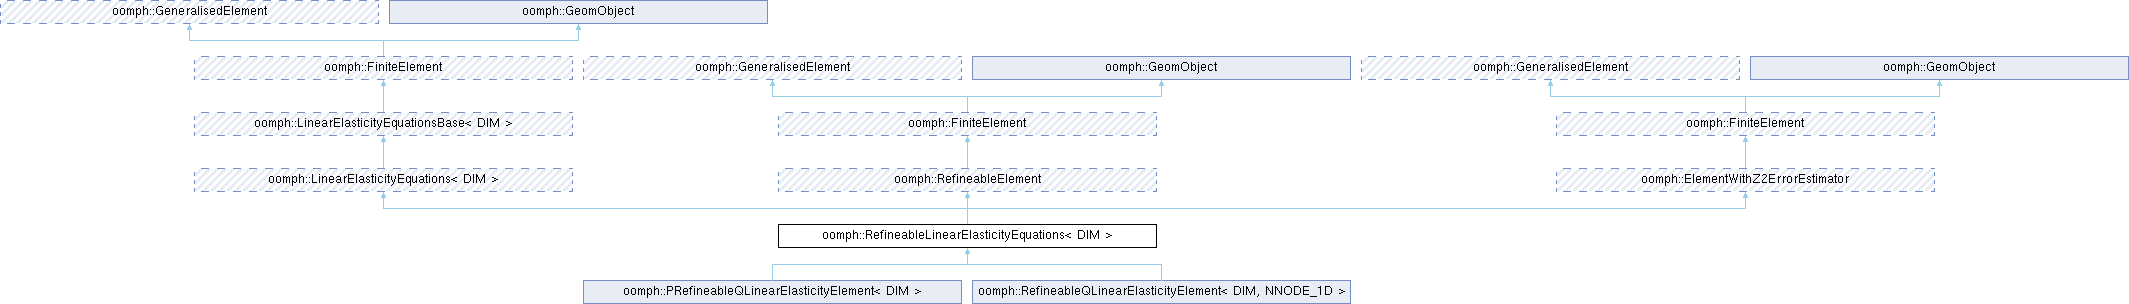 oomph::GeneralisedElement
oomph::GeomObject
oomph::FiniteElement
oomph::GeneralisedElement
oomph::GeomObject
oomph::GeneralisedElement
oomph::GeomObject
oomph::LinearElasticityEquationsBase< DIM >
oomph::FiniteElement
oomph::FiniteElement
oomph::LinearElasticityEquations< DIM >
oomph::RefineableElement
oomph::ElementWithZ2ErrorEstimator
oomph::RefineableLinearElasticityEquations< DIM >
oomph::PRefineableQLinearElasticityElement< DIM >
oomph::RefineableQLinearElasticityElement< DIM, NNODE_1D >